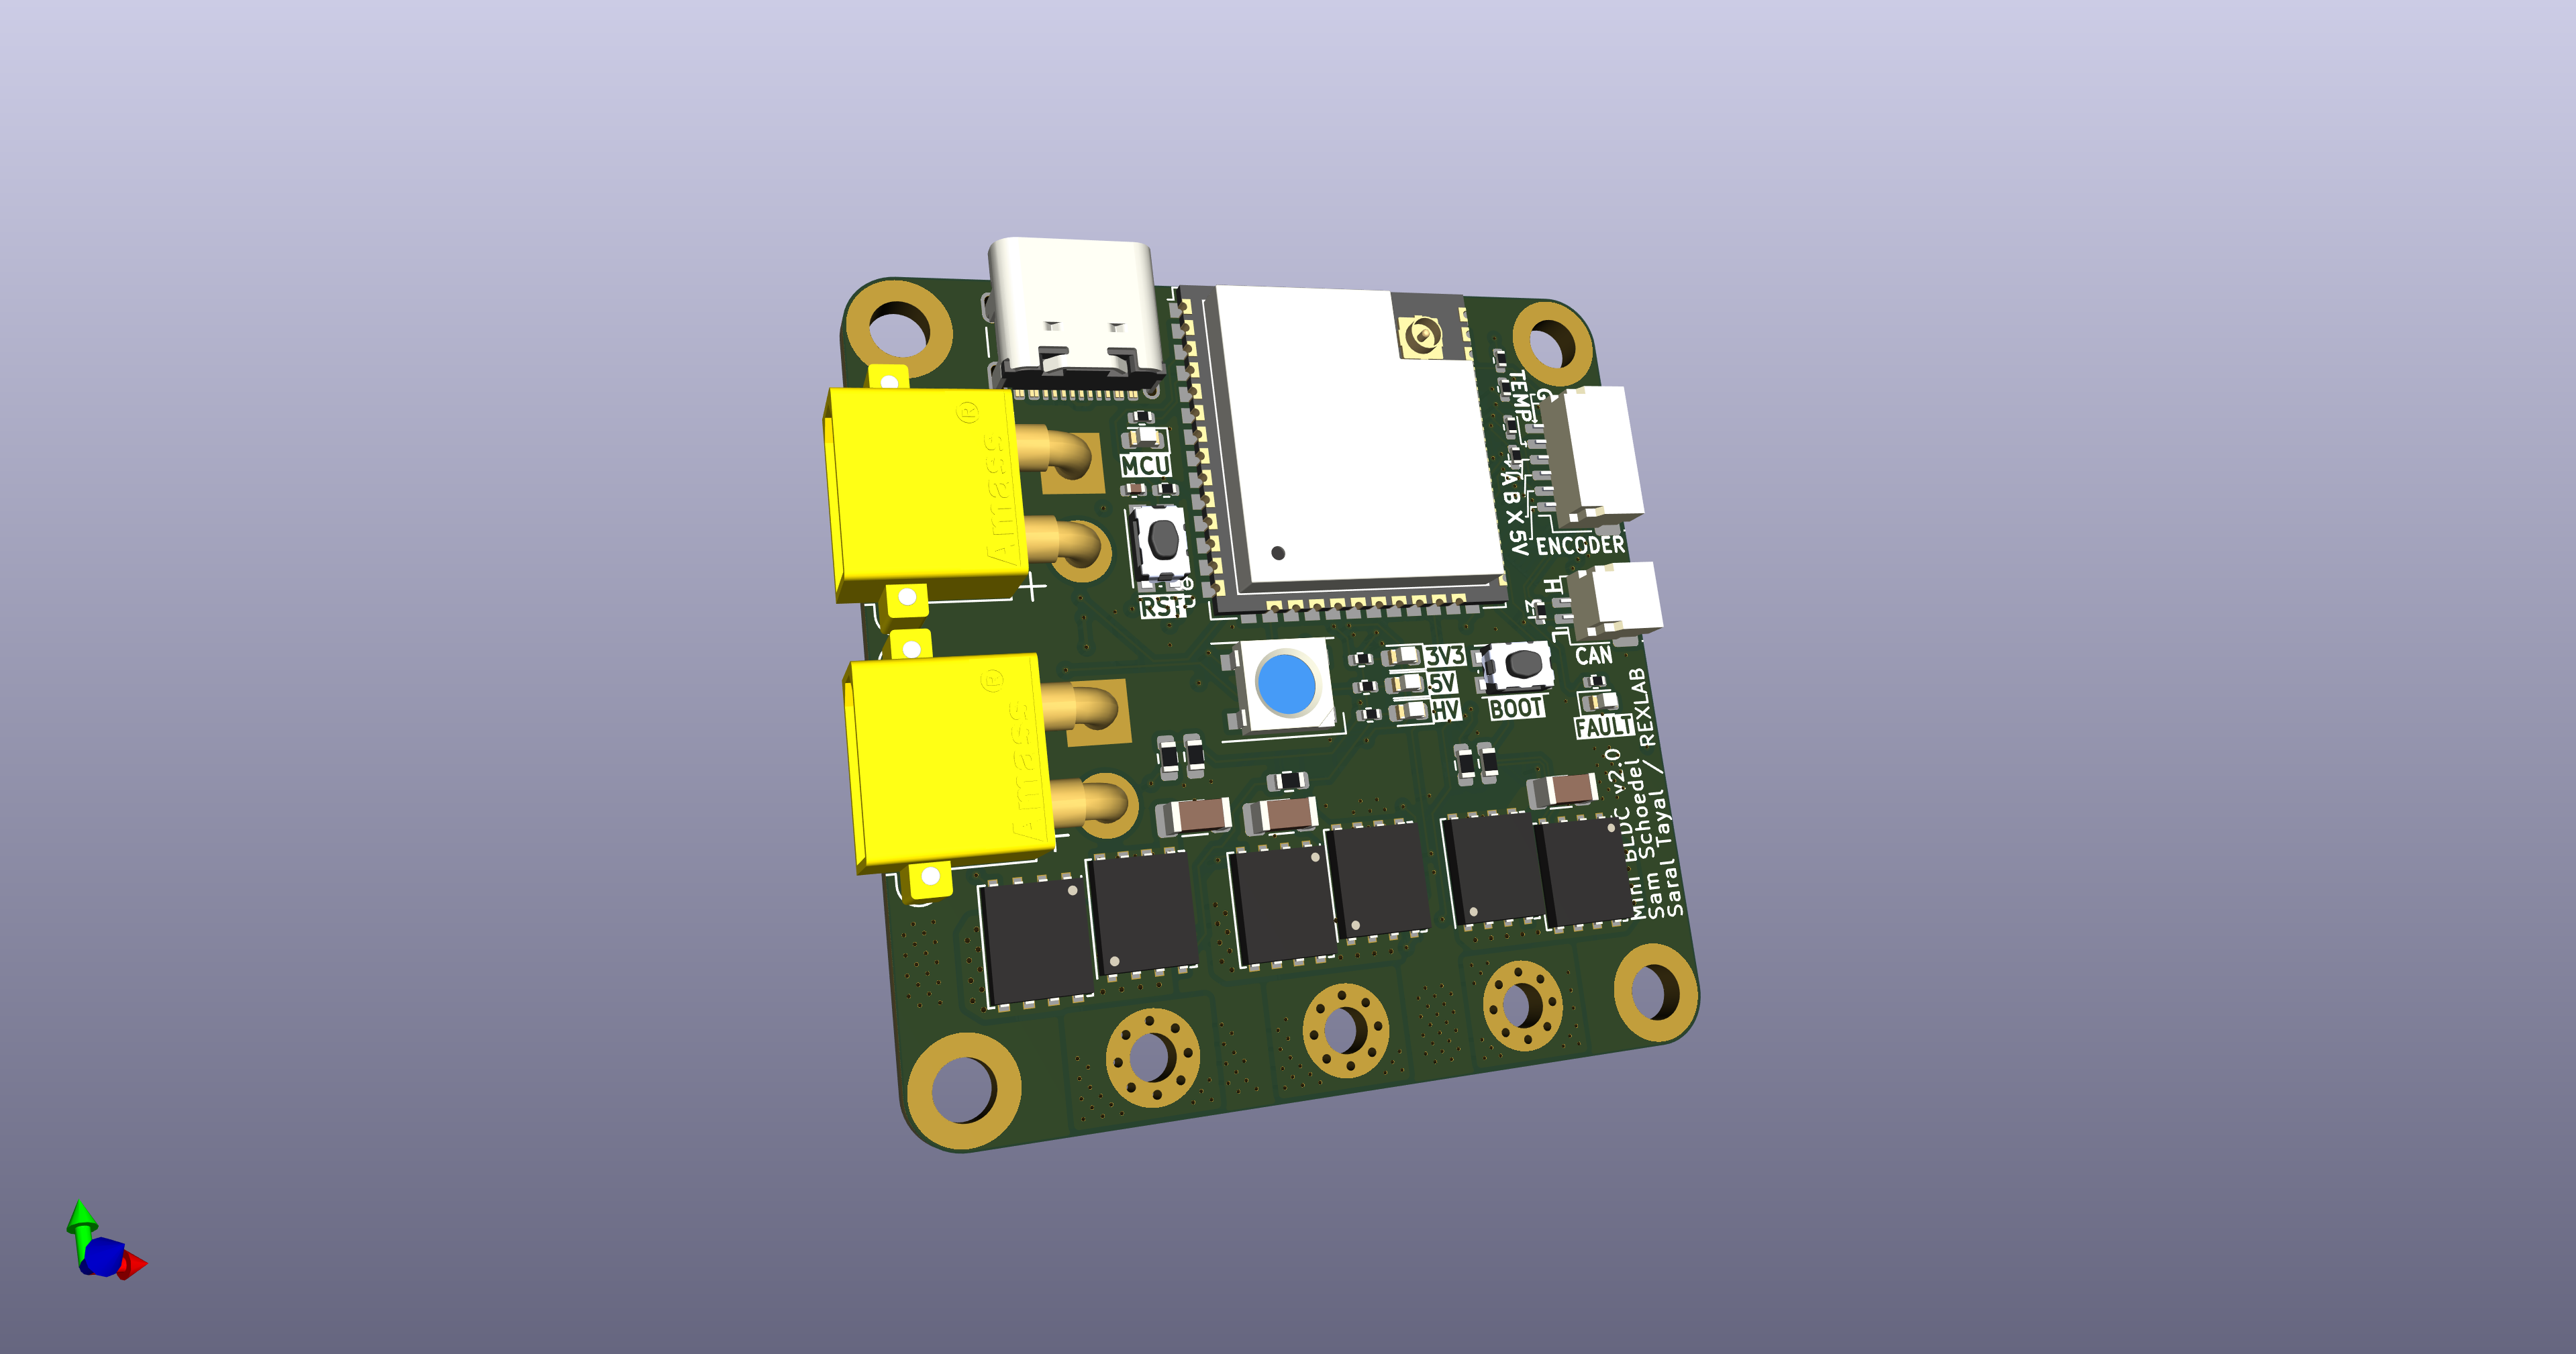 Amass
®
MCU
RST
TEMP
G
A B X 5V
ENCODER
H
CAN
3V3
5V
HV
BOOT
FAULT
Amass
®
Mini BLDC v2.0
Sam Schoedel / REXLAB
Saral Tayal